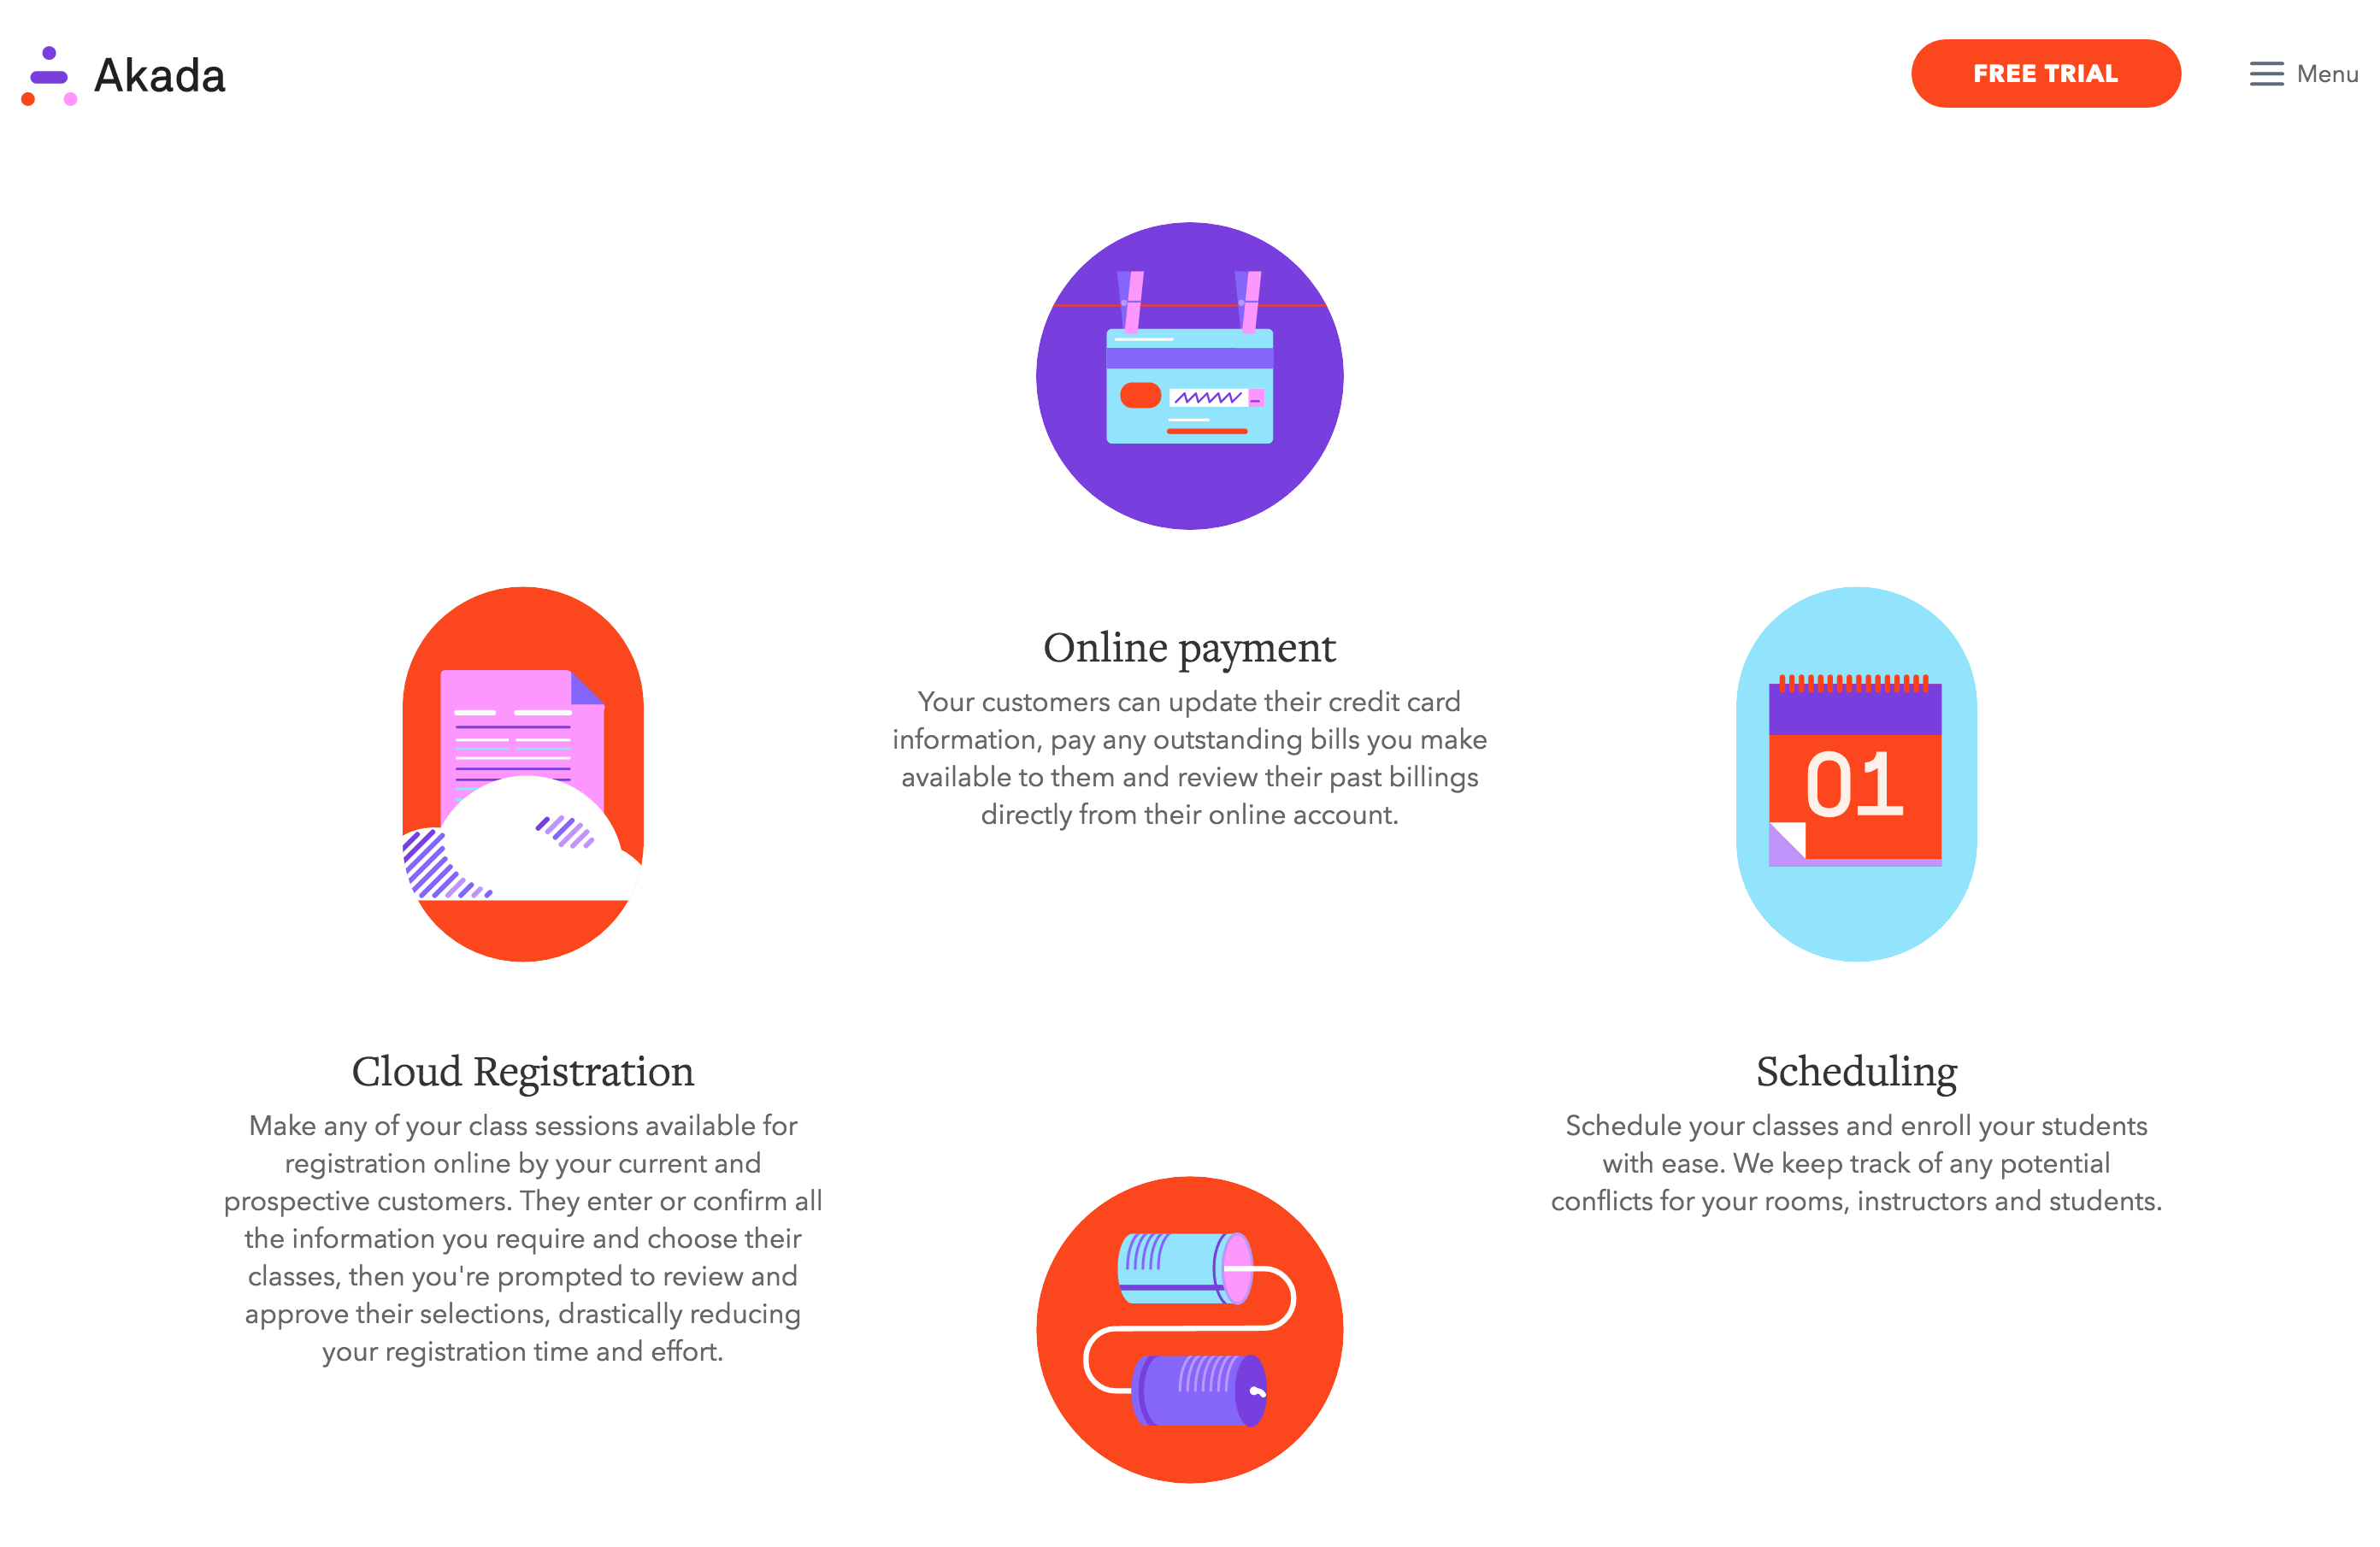 Akada
FREE TRIAL
Menu
Online payment
Your customers can update their credit card
information, pay any outstanding bills you make
available to them and review their past billings
directly from their online account.
01
Cloud Registration
Make any of your class sessions available for
registration online by your current and
prospective customers. They enter or confirm all
the information you require and choose their
classes, then you're prompted to review and
approve their selections, drastically reducing
your registration time and effort.
Scheduling
Schedule your classes and enroll your students
with ease. We keep track of any potential
conflicts for your rooms, instructors and students.